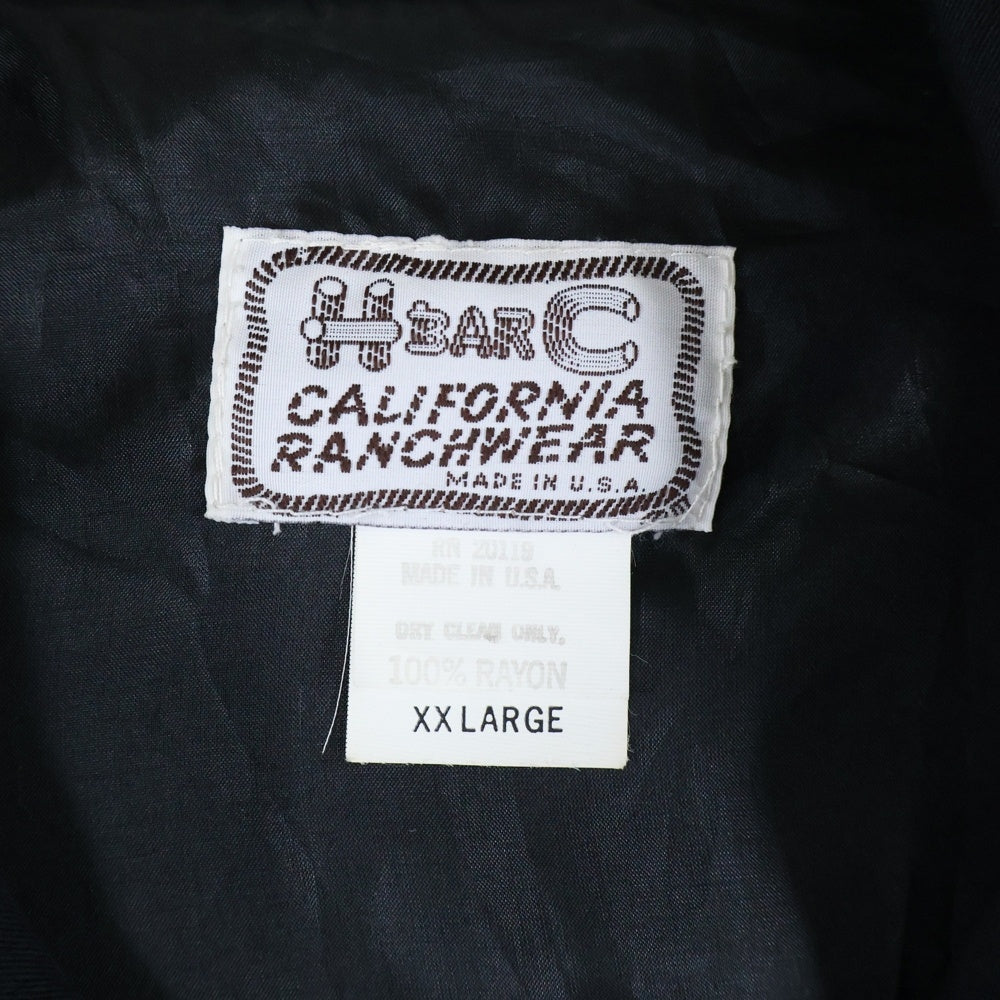 H BAR C
CALIFORNIA
RANCHWEAR
MADE IN U.S.A.
RN 20119
MADE IN U.S.A.
DRY CLEAN ONLY.
100% RAYON
XX LARGE